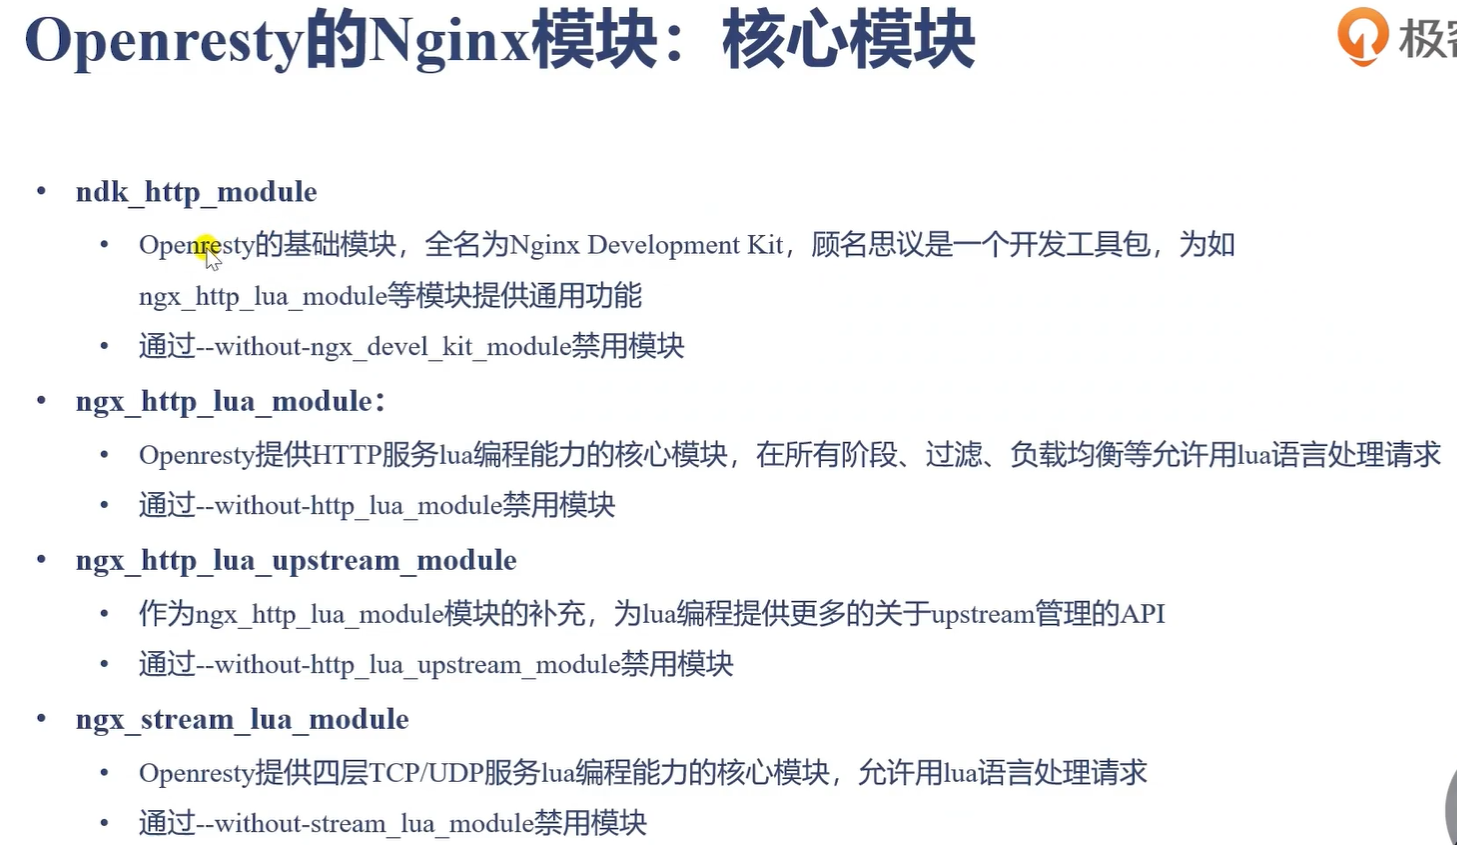 Openresty的Nginx模块：核心模块
极客
• ndk_http_module
• Openresty的基础模块，全名为Nginx Development Kit，顾名思议是一个开发工具包，为如
ngx_http_lua_module等模块提供通用功能
• 通过--without-ngx_devel_kit_module禁用模块
• ngx_http_lua_module：
• Openresty提供HTTP服务lua编程能力的核心模块，在所有阶段、过滤、负载均衡等允许用lua语言处理请求
• 通过--without-http_lua_module禁用模块
• ngx_http_lua_upstream_module
• 作为ngx_http_lua_module模块的补充，为lua编程提供更多的关于upstream管理的API
• 通过--without-http_lua_upstream_module禁用模块
• ngx_stream_lua_module
• Openresty提供四层TCP/UDP服务lua编程能力的核心模块，允许用lua语言处理请求
• 通过--without-stream_lua_module禁用模块